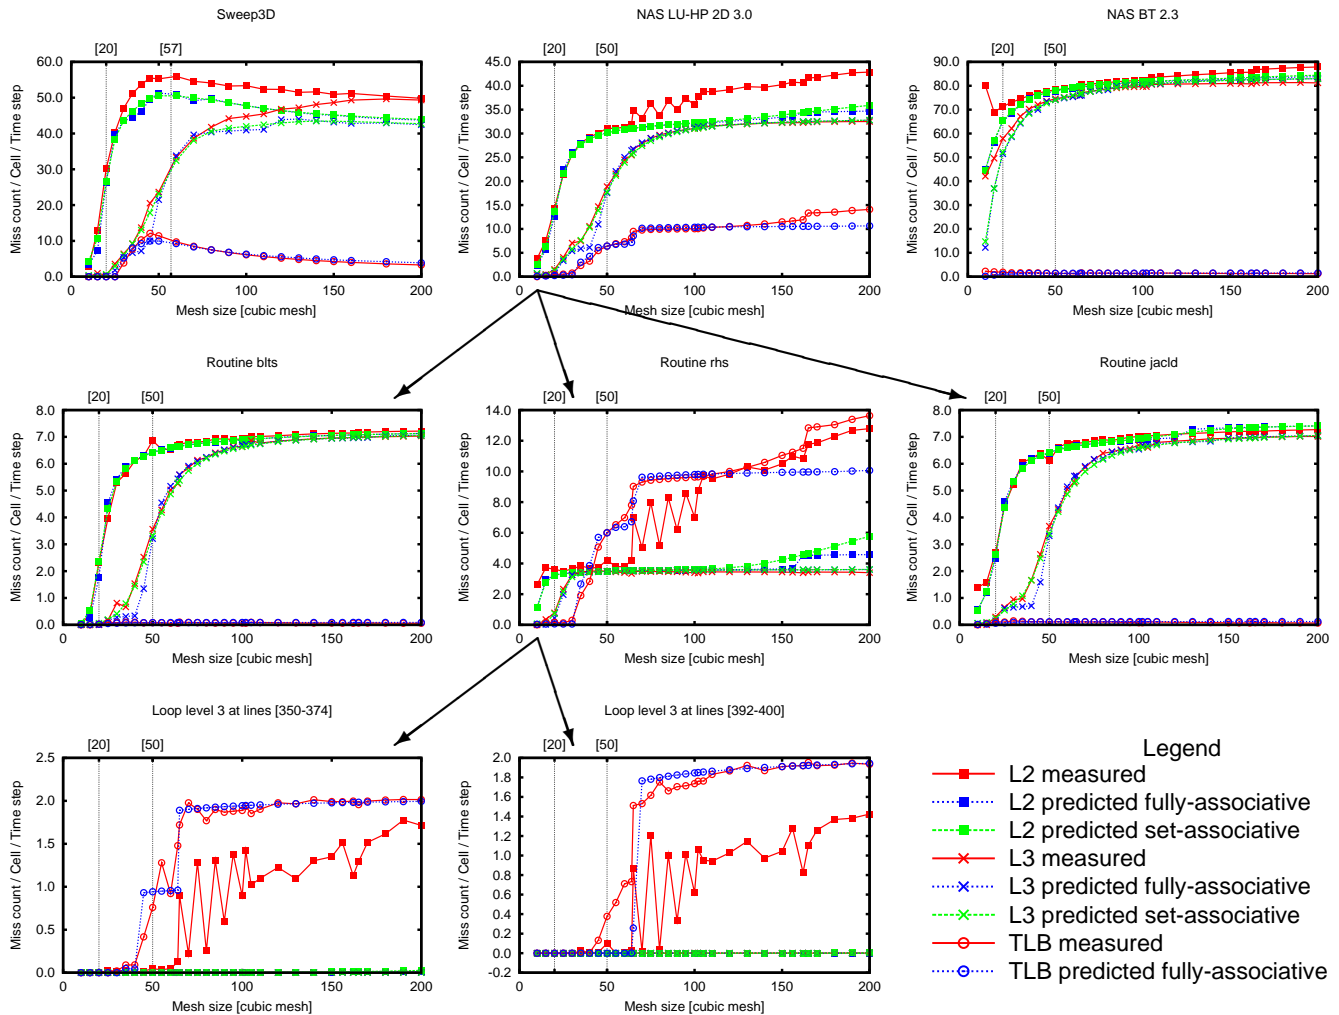 Sweep3D
[20] [57]
Miss count / Cell / Time step
60.0
50.0
40.0
30.0
20.0
10.0
0.0
0 50 100 150 200
Mesh size [cubic mesh]
NAS LU-HP 2D 3.0
[20] [50]
Miss count / Cell / Time step
45.0
40.0
35.0
30.0
25.0
20.0
15.0
10.0
5.0
0.0
0 50 100 150 200
Mesh size [cubic mesh]
NAS BT 2.3
[20] [50]
Miss count / Cell / Time step
90.0
80.0
70.0
60.0
50.0
40.0
30.0
20.0
10.0
0.0
0 50 100 150 200
Mesh size [cubic mesh]
Routine blts
[20] [50]
Miss count / Cell / Time step
8.0
7.0
6.0
5.0
4.0
3.0
2.0
1.0
0.0
0 50 100 150 200
Mesh size [cubic mesh]
Routine rhs
[20] [50]
Miss count / Cell / Time step
14.0
12.0
10.0
8.0
6.0
4.0
2.0
0.0
0 50 100 150 200
Mesh size [cubic mesh]
Routine jacld
[20] [50]
Miss count / Cell / Time step
8.0
7.0
6.0
5.0
4.0
3.0
2.0
1.0
0.0
0 50 100 150 200
Mesh size [cubic mesh]
Loop level 3 at lines [350-374]
[20] [50]
Miss count / Cell / Time step
2.5
2.0
1.5
1.0
0.5
0.0
0 50 100 150 200
Mesh size [cubic mesh]
Loop level 3 at lines [392-400]
[20] [50]
Miss count / Cell / Time step
2.0
1.8
1.6
1.4
1.2
1.0
0.8
0.6
0.4
0.2
0.0
-0.2
0 50 100 150 200
Mesh size [cubic mesh]
Legend
L2 measured
L2 predicted fully-associative
L2 predicted set-associative
L3 measured
L3 predicted fully-associative
L3 predicted set-associative
TLB measured
TLB predicted fully-associative